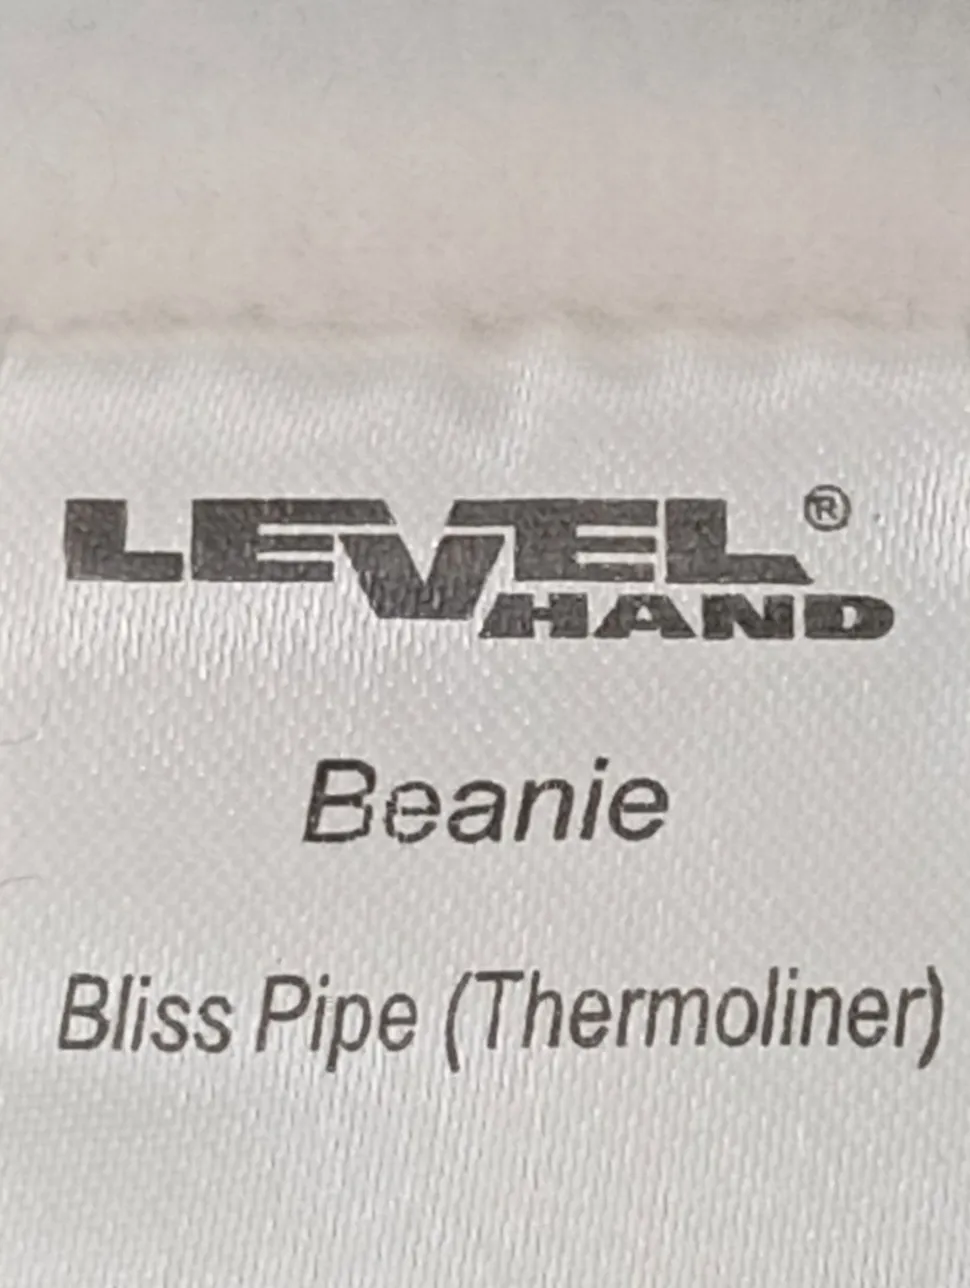 LEVEL®
HAND
Beanie
Bliss Pipe (Thermoliner)